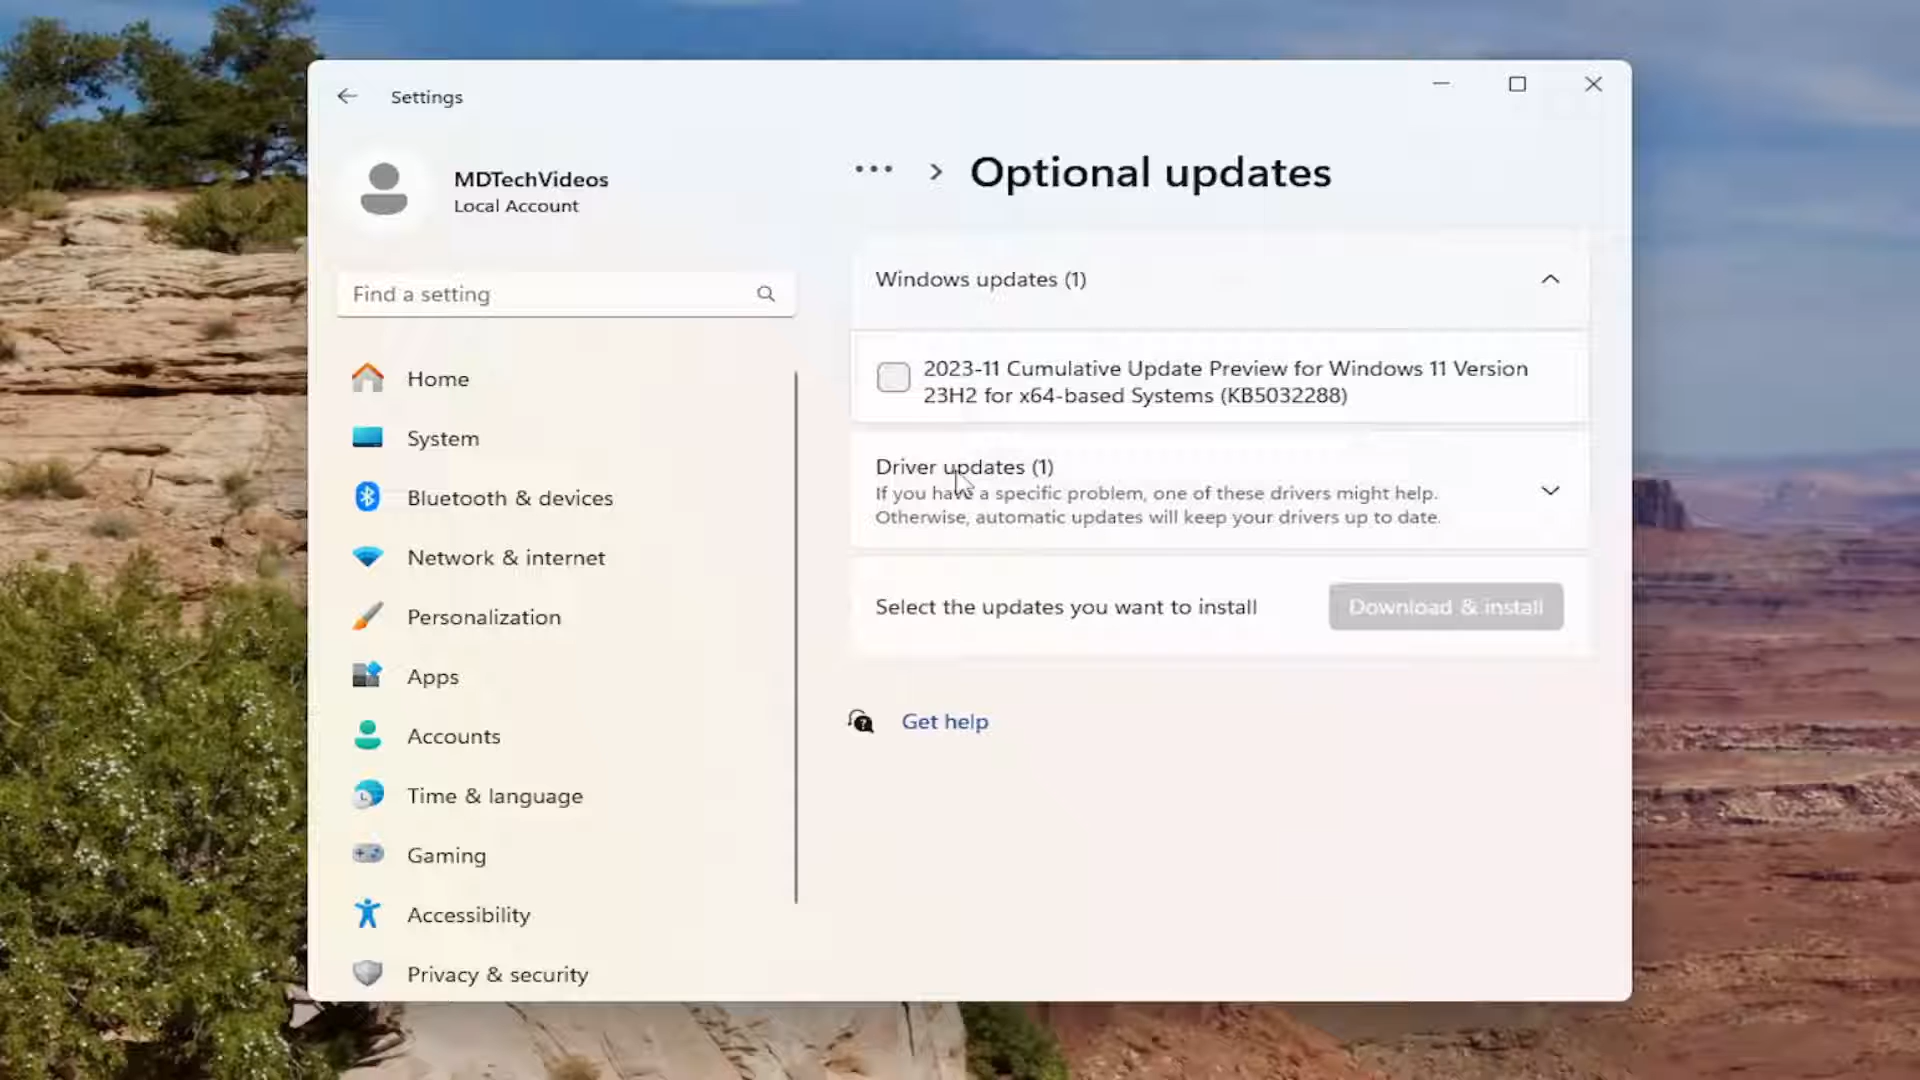 Settings
MDTechVideos
Local Account
Find a setting
Home
System
Bluetooth & devices
Network & internet
Personalization
Apps
Accounts
Time & language
Gaming
Accessibility
Privacy & security
Optional updates
Windows updates (1)
2023-11 Cumulative Update Preview for Windows 11 Version
23H2 for x64-based Systems (KB5032288)
Driver updates (1)
If you have a specific problem, one of these drivers might help.
Otherwise, automatic updates will keep your drivers up to date.
Select the updates you want to install
Download & install
Get help